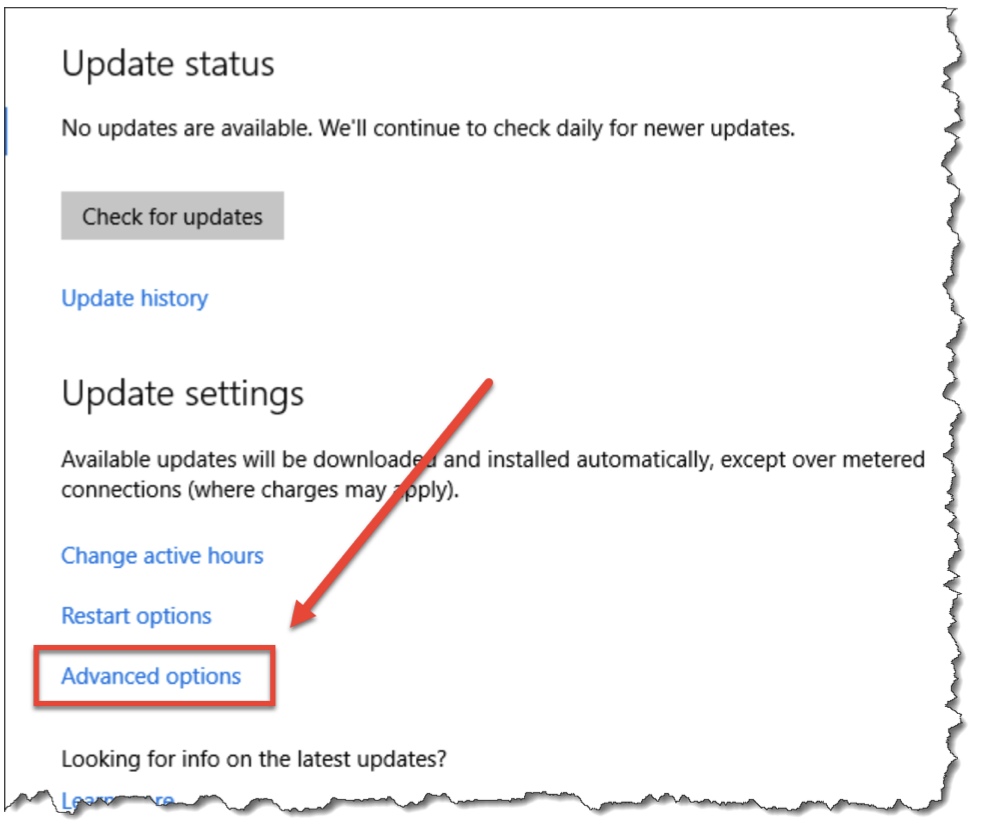 Update status
No updates are available. We'll continue to check daily for newer updates.
Check for updates
Update history
Update settings
Available updates will be downloaded and installed automatically, except over metered
connections (where charges may apply).
Change active hours
Restart options
Advanced options
Looking for info on the latest updates?